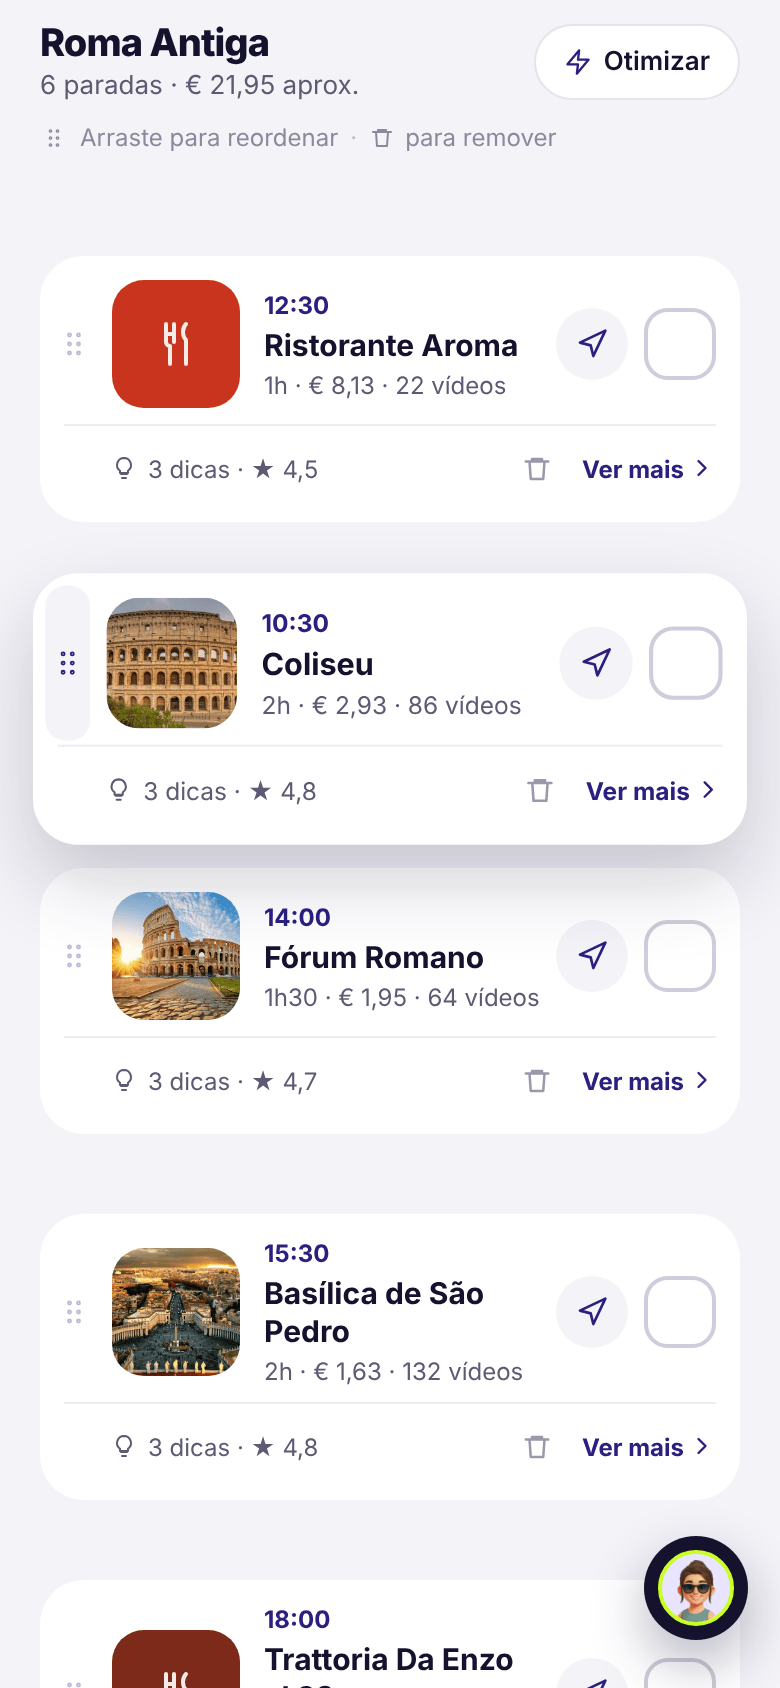 Roma Antiga
6 paradas · € 21,95 aprox.
Otimizar
Arraste para reordenar · para remover
12:30
Ristorante Aroma
1h · € 8,13 · 22 vídeos
3 dicas · ★ 4,5
Ver mais
10:30
Coliseu
2h · € 2,93 · 86 vídeos
3 dicas · ★ 4,8
Ver mais
14:00
Fórum Romano
1h30 · € 1,95 · 64 vídeos
3 dicas · ★ 4,7
Ver mais
15:30
Basílica de São
Pedro
2h · € 1,63 · 132 vídeos
3 dicas · ★ 4,8
Ver mais
18:00
Trattoria Da Enzo